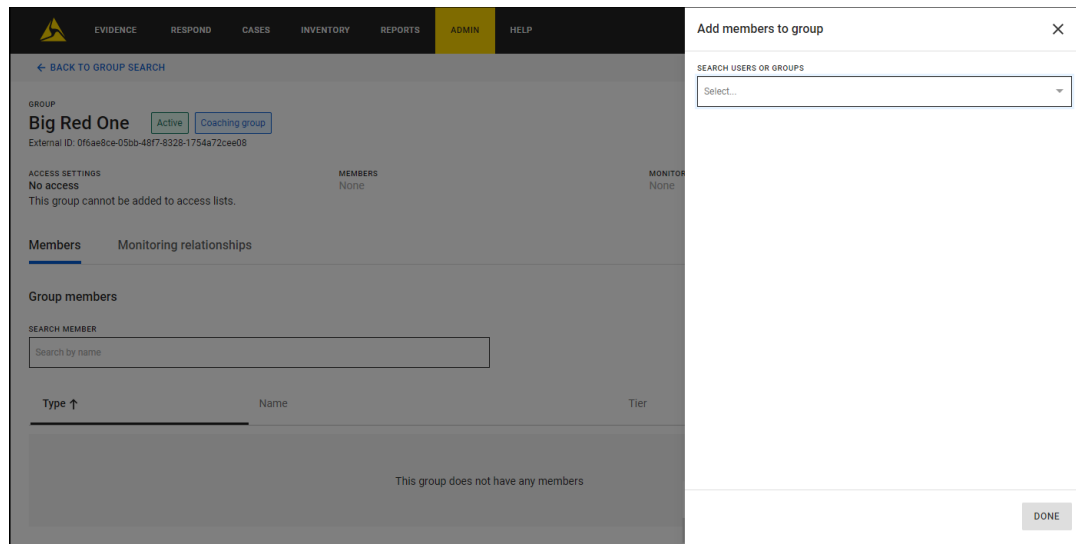 EVIDENCE RESPOND CASES INVENTORY REPORTS ADMIN HELP
← BACK TO GROUP SEARCH
GROUP
Big Red One Active Coaching group
External ID: 0f6ae8ce-05bb-48f7-8328-1754a72cee08
ACCESS SETTINGS MEMBERS MONITOR
No access None None
This group cannot be added to access lists.
Members Monitoring relationships
Group members
SEARCH MEMBER
Search by name
Type ↑ Name Tier
This group does not have any members
Add members to group
SEARCH USERS OR GROUPS
Select...
DONE